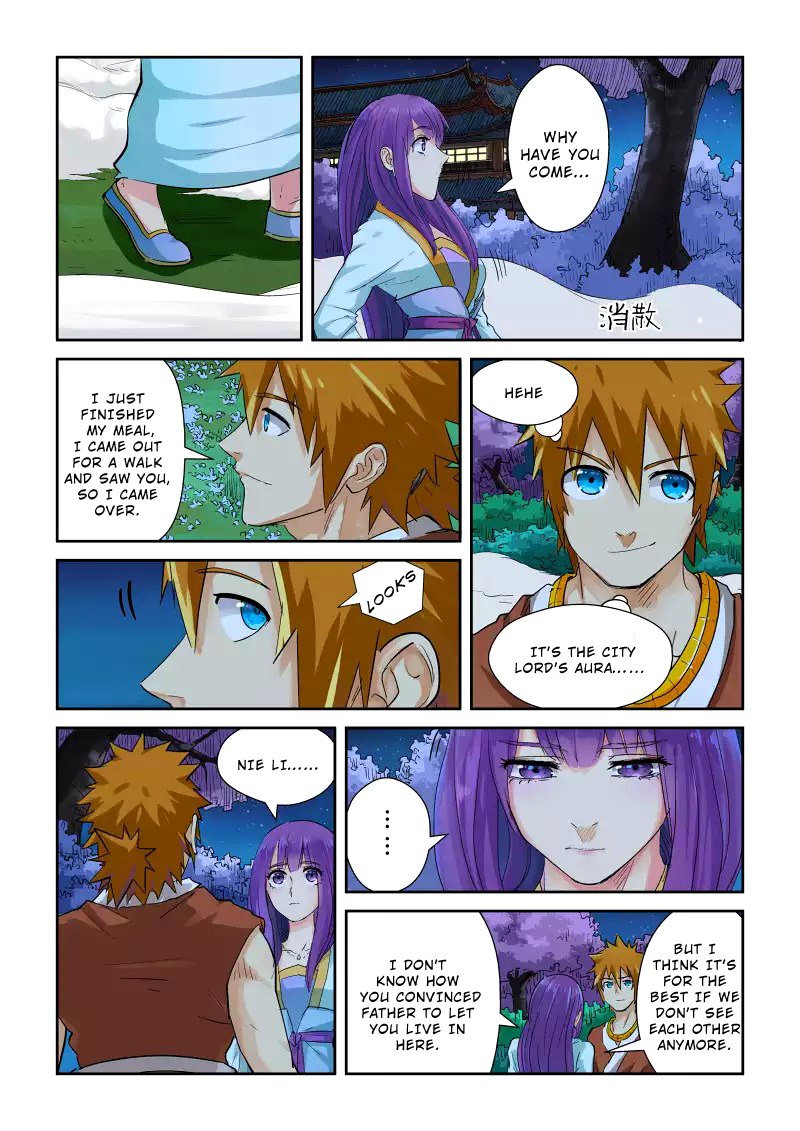 WHY
HAVE YOU
COME...
消散
I JUST
FINISHED
MY MEAL,
I CAME OUT
FOR A WALK
AND SAW YOU,
SO I CAME
OVER.
HEHE
LOOKS
IT'S THE CITY
LORD'S AURA......
NIE LI......
......
I DON'T
KNOW HOW
YOU CONVINCED
FATHER TO LET
YOU LIVE IN
HERE.
BUT I
THINK IT'S
FOR THE
BEST IF WE
DON'T SEE
EACH OTHER
ANYMORE.